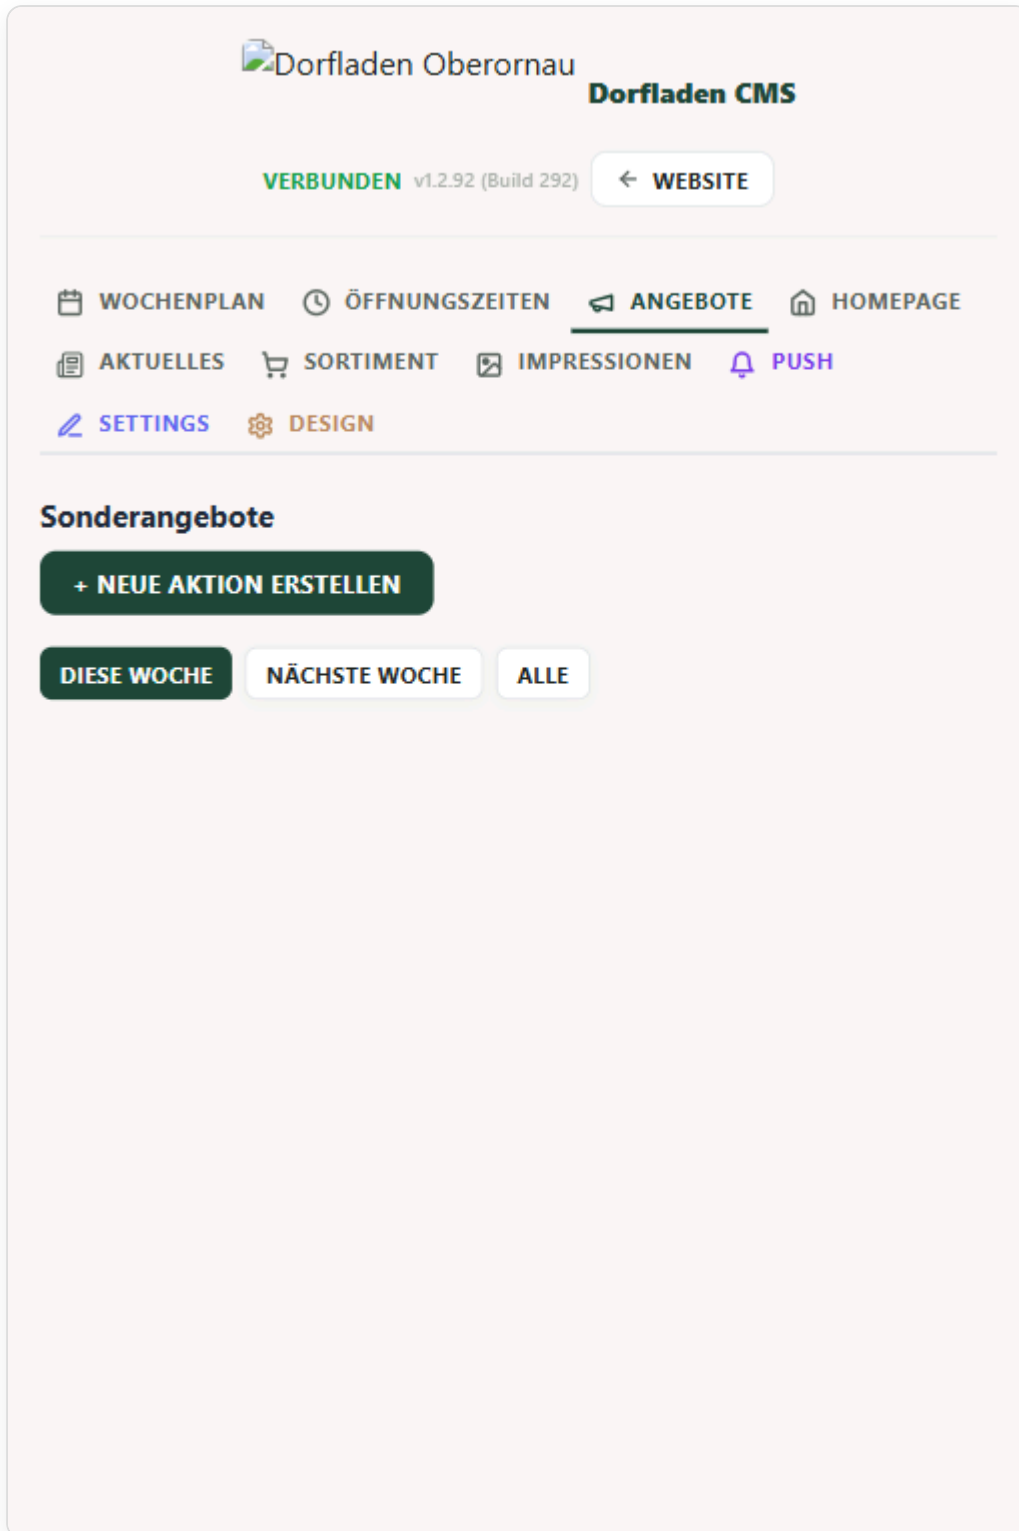 Dorfladen Oberornau
Dorfladen CMS
VERBUNDEN v1.2.92 (Build 292) ← WEBSITE
WOCHENPLAN ÖFFNUNGSZEITEN ANGEBOTE HOMEPAGE
AKTUELLES SORTIMENT IMPRESSIONEN PUSH
SETTINGS DESIGN
Sonderangebote
+ NEUE AKTION ERSTELLEN
DIESE WOCHE NÄCHSTE WOCHE ALLE